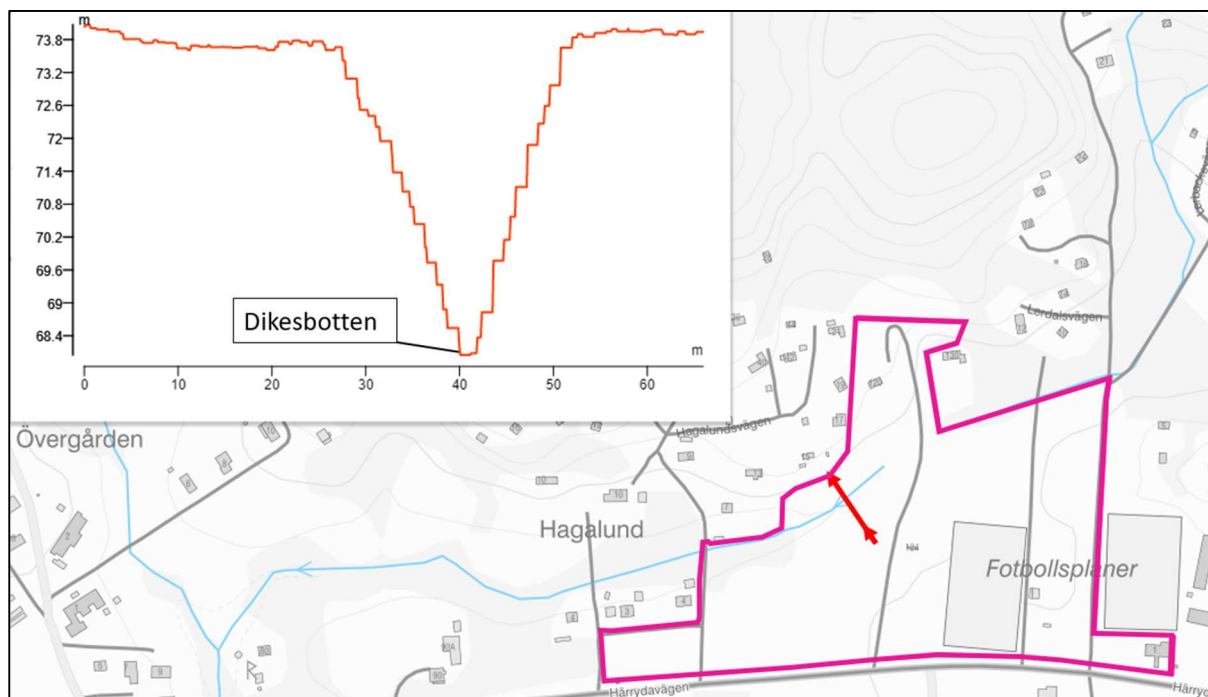 m
73.8
73.2
72.6
72
71.4
70.8
70.2
69.6
69
68.4
Dikesbotten
m
0
10
20
30
40
50
60
Lerdalsvägen
Hagalundsvägen
Övergården
Hagalund
Fotbollsplaner
Härrydavägen
Härryd